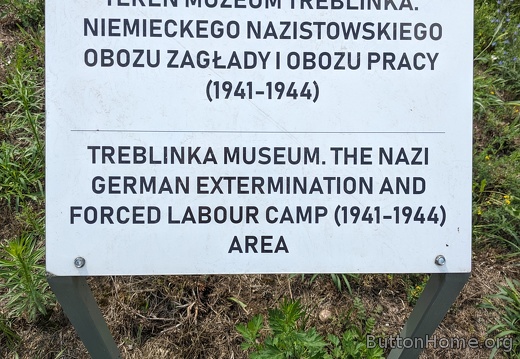 TEREN MUZEUM TREBLINKA.
NIEMIECKIEGO NAZISTOWSKIEGO
OBOZU ZAGŁADY I OBOZU PRACY
(1941-1944)
TREBLINKA MUSEUM. THE NAZI
GERMAN EXTERMINATION AND
FORCED LABOUR CAMP (1941-1944)
AREA
ButtonHome.org